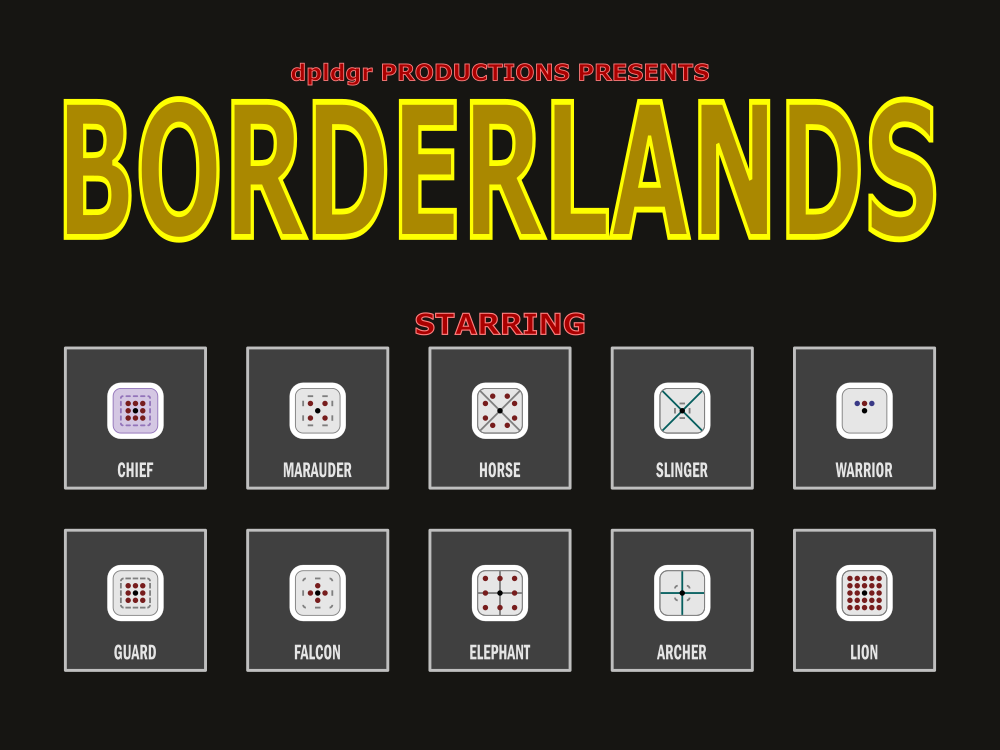 dpldgr PRODUCTIONS PRESENTS
BORDERLANDS
STARRING
CHIEF MARAUDER HORSE SLINGER WARRIOR
GUARD FALCON ELEPHANT ARCHER LION